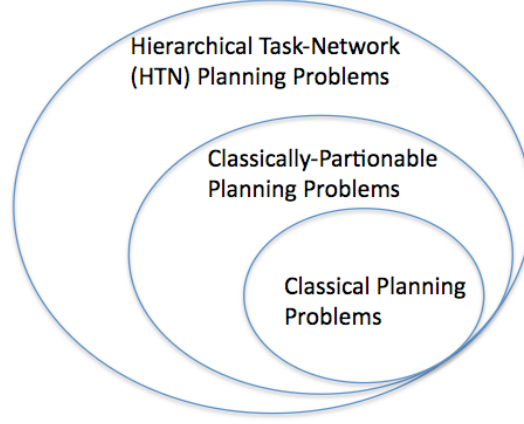 Hierarchical Task-Network
(HTN) Planning Problems
Classically-Partionable
Planning Problems
Classical Planning
Problems